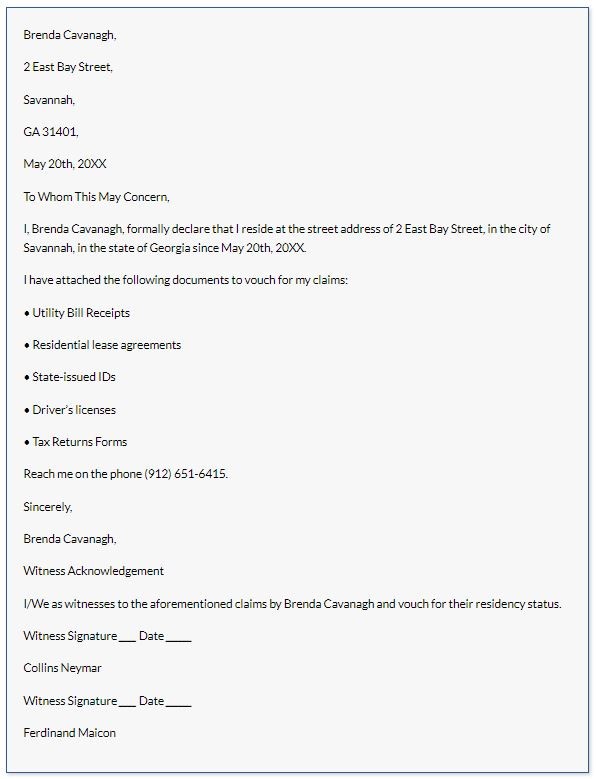 Brenda Cavanagh,
2 East Bay Street,
Savannah,
GA 31401,
May 20th, 20XX
To Whom This May Concern,
I, Brenda Cavanagh, formally declare that I reside at the street address of 2 East Bay Street, in the city of
Savannah, in the state of Georgia since May 20th, 20XX.
I have attached the following documents to vouch for my claims:
• Utility Bill Receipts
• Residential lease agreements
• State-issued IDs
• Driver's licenses
• Tax Returns Forms
Reach me on the phone (912) 651-6415.
Sincerely,
Brenda Cavanagh,
Witness Acknowledgement
I/We as witnesses to the aforementioned claims by Brenda Cavanagh and vouch for their residency status.
Witness Signature___ Date____
Collins Neymar
Witness Signature___ Date____
Ferdinand Maicon